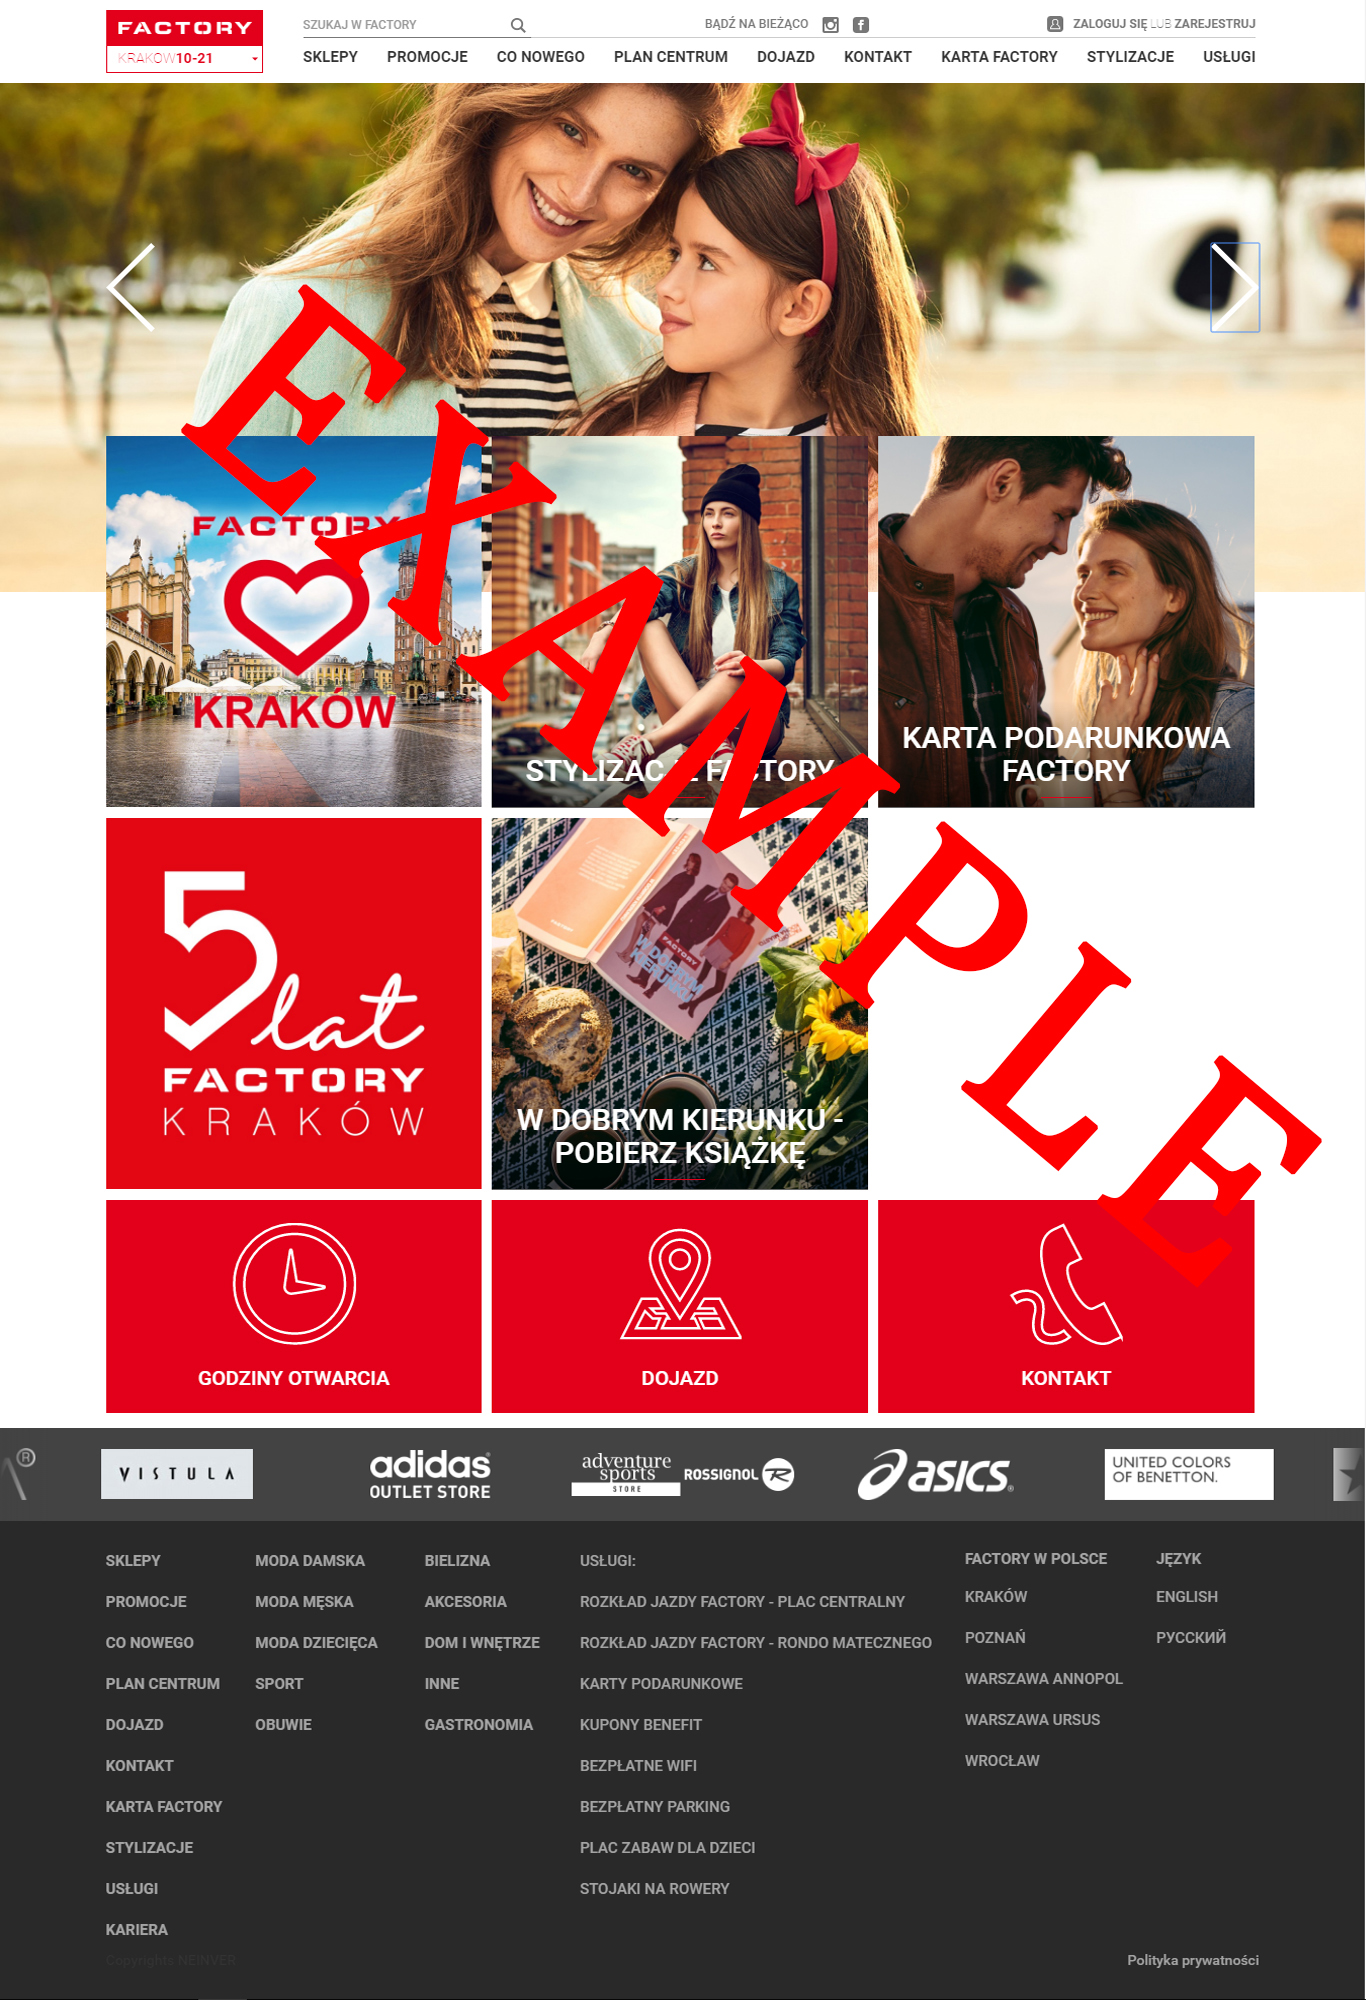 FACTORY
KRAKÓW 10-21
SZUKAJ W FACTORY
BĄDŹ NA BIEŻĄCO
ZALOGUJ SIĘ LUB ZAREJESTRUJ
SKLEPY PROMOCJE CO NOWEGO PLAN CENTRUM DOJAZD KONTAKT KARTA FACTORY STYLIZACJE USŁUGI
EXAMPLE
FACTORY
KRAKÓW
STYLIZACJE FACTORY
KARTA PODARUNKOWA
FACTORY
5 lat
FACTORY
KRAKÓW
FACTORY
W DOBRYM
KIERUNKU
W DOBRYM KIERUNKU -
POBIERZ KSIĄŻKĘ
GODZINY OTWARCIA
DOJAZD
KONTAKT
VISTULA
adidas
OUTLET STORE
adventure
sports
STORE
ROSSIGNOL
asics
UNITED COLORS
OF BENETTON.
SKLEPY
PROMOCJE
CO NOWEGO
PLAN CENTRUM
DOJAZD
KONTAKT
KARTA FACTORY
STYLIZACJE
USŁUGI
KARIERA
MODA DAMSKA
MODA MĘSKA
MODA DZIECIĘCA
SPORT
OBUWIE
BIELIZNA
AKCESORIA
DOM I WNĘTRZE
INNE
GASTRONOMIA
USŁUGI:
ROZKŁAD JAZDY FACTORY - PLAC CENTRALNY
ROZKŁAD JAZDY FACTORY - RONDO MATECZNEGO
KARTY PODARUNKOWE
KUPONY BENEFIT
BEZPŁATNE WIFI
BEZPŁATNY PARKING
PLAC ZABAW DLA DZIECI
STOJAKI NA ROWERY
FACTORY W POLSCE
KRAKÓW
POZNAŃ
WARSZAWA ANNOPOL
WARSZAWA URSUS
WROCŁAW
JĘZYK
ENGLISH
РУССКИЙ
Copyrights NEINVER
Polityka prywatności